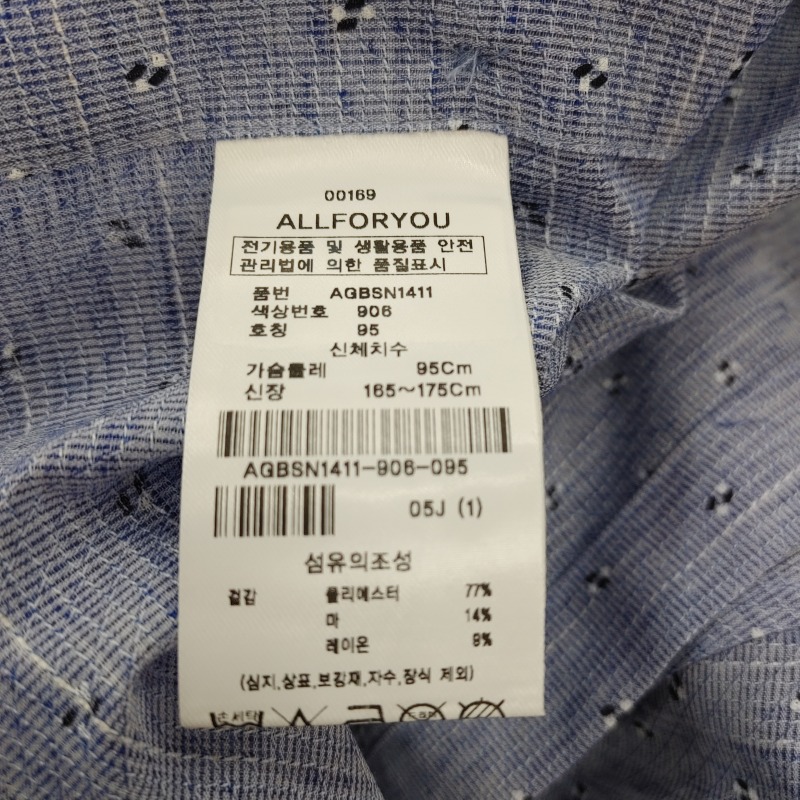 00169
ALLFORYOU
전기용품 및 생활용품 안전
관리법에 의한 품질표시
품번 AGBSN1411
색상번호 906
호칭 95
신체치수
가슴둘레 95Cm
신장 165~175Cm
AGBSN1411-906-095
05J (1)
섬유의조성
겉감 폴리에스터 77%
마 14%
레이온 9%
(심지,상표,보강재,자수,장식 제외)
손세탁